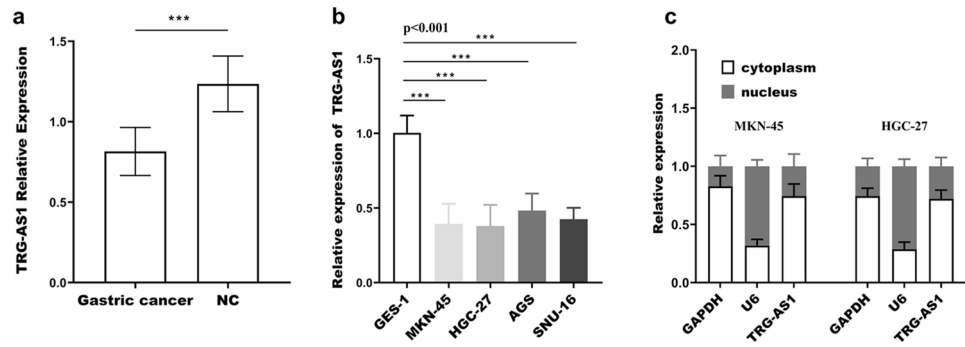 a
***
TRG-AS1 Relative Expression
1.5
1.0
0.5
0.0
Gastric cancer
NC
b
p<0.001
***
***
***
***
Relative expression of TRG-AS1
1.5
1.0
0.5
0.0
GES-1
MKN-45
HGC-27
AGS
SNU-16
c
cytoplasm
nucleus
MKN-45
HGC-27
Relative expression
2.0
1.5
1.0
0.5
0.0
GAPDH
U6
TRG-AS1
GAPDH
U6
TRG-AS1